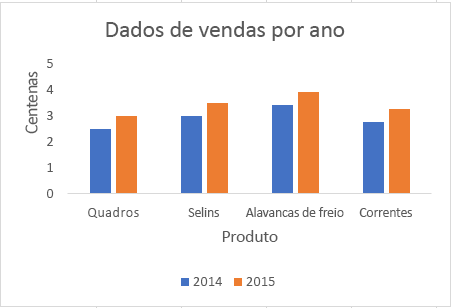 Dados de vendas por ano
Centenas
5
4
3
2
1
0
Quadros Selins Alavancas de freio Correntes
Produto
2014 2015